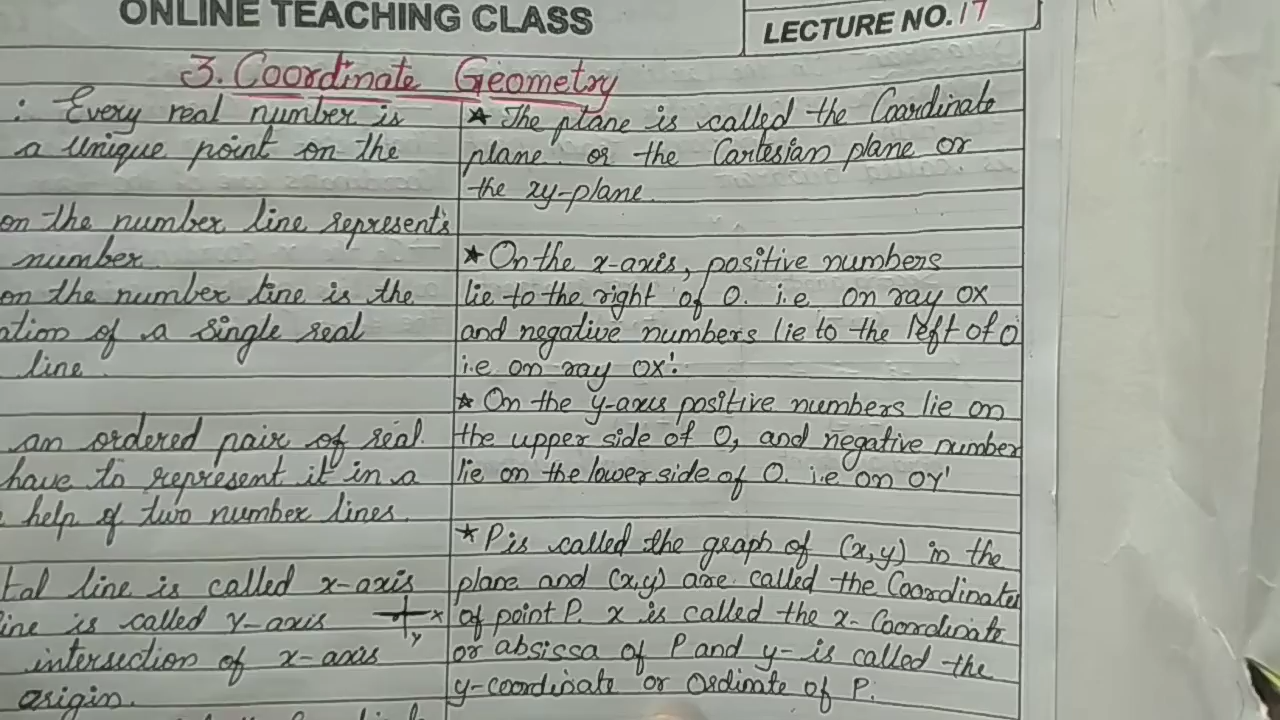 ONLINE TEACHING CLASS
LECTURE NO. 17
3. Coordinate Geometry
: Every real number is
a unique point on the
on the number line represents
number
on the number line is the
ation of a single real
line.
an ordered pair of real
have to represent it in a
help of two number lines.
tal line is called x-axis
ine is called Y-axis
x
y
intersection of x-axis
origin.
★ The plane is called the Coordinate
plane or the Cartesian plane or
the xy-plane.
★ On the x-axis, positive numbers
lie to the right of O. i.e on ray OX
and negative numbers lie to the left of O
i.e on ray OX'.
★ On the y-axis positive numbers lie on
the upper side of O, and negative number
lie on the lower side of O. i.e on OY'
★ P is called the graph of (x,y) in the
plane and (x,y) are called the Coordinates
of point P. x is called the x-Coordinate
or absissa of P and y- is called the
y-coordinate or Ordinate of P.